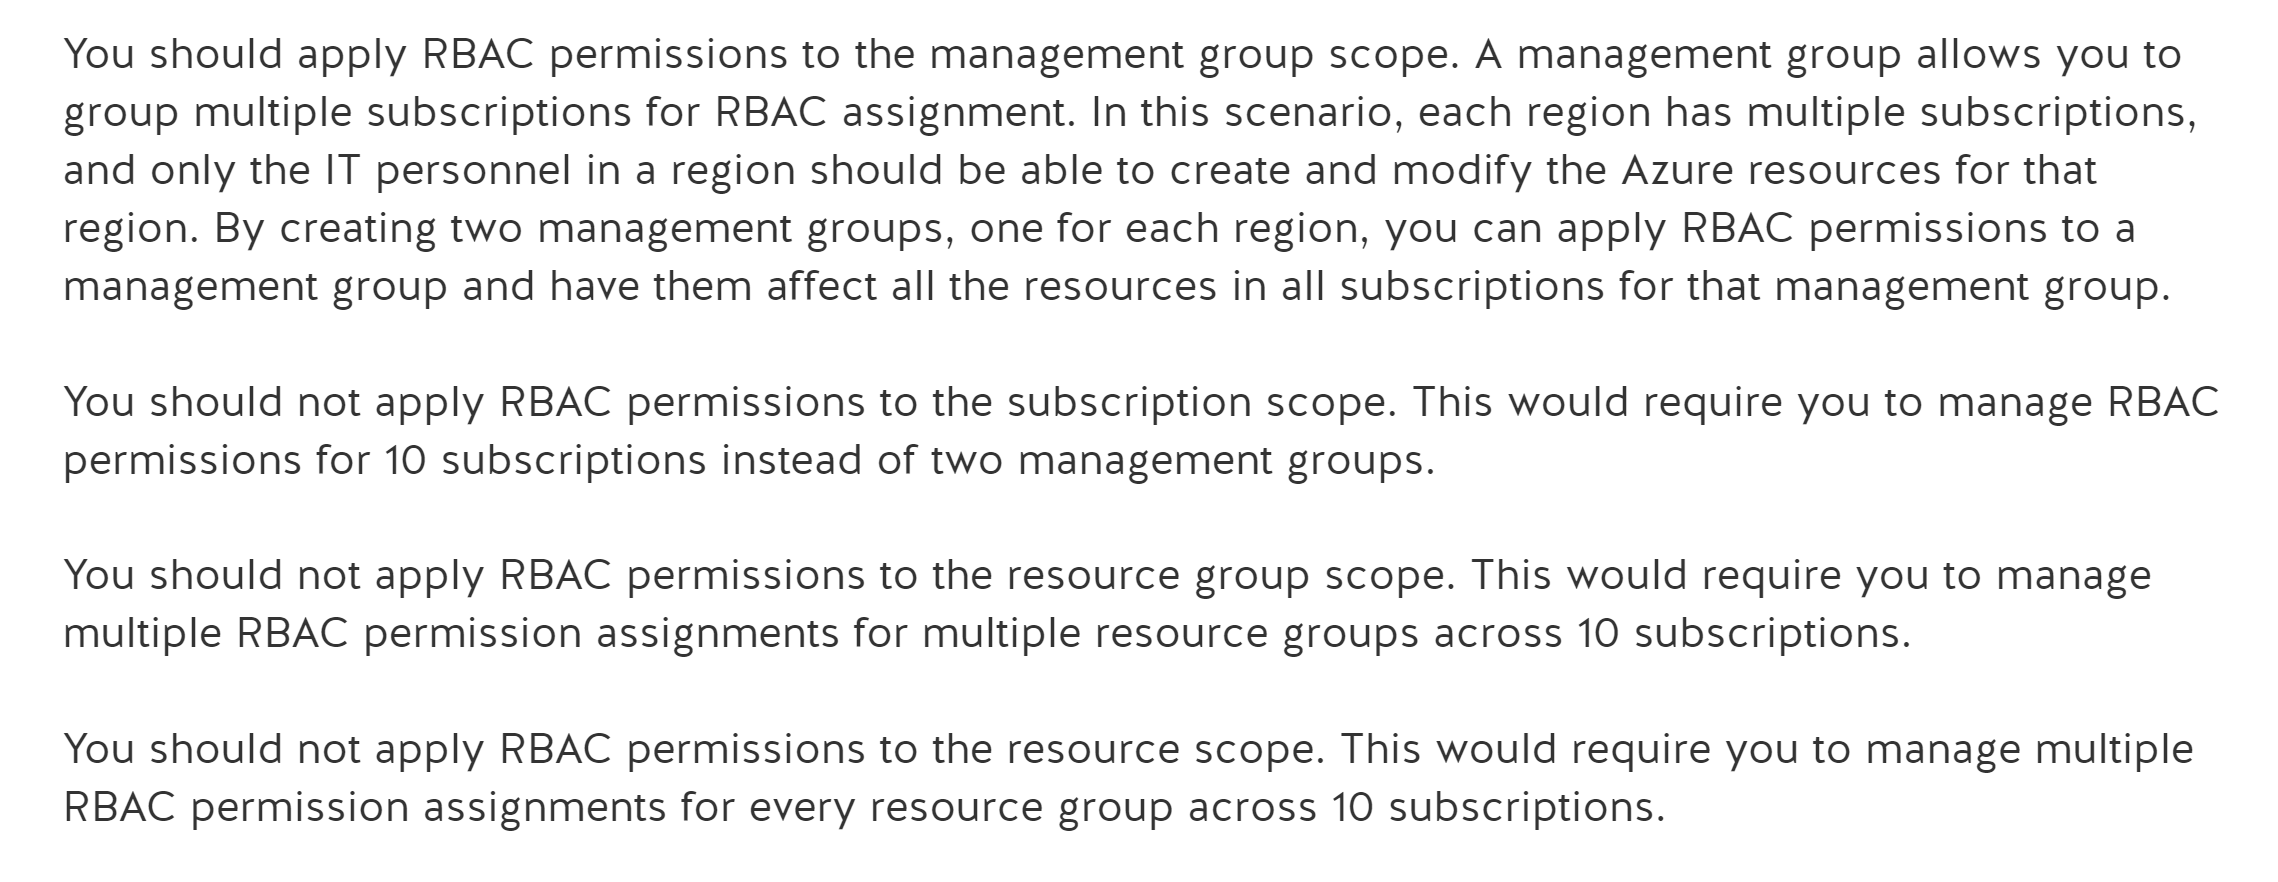 You should apply RBAC permissions to the management group scope. A management group allows you to
group multiple subscriptions for RBAC assignment. In this scenario, each region has multiple subscriptions,
and only the IT personnel in a region should be able to create and modify the Azure resources for that
region. By creating two management groups, one for each region, you can apply RBAC permissions to a
management group and have them affect all the resources in all subscriptions for that management group.
You should not apply RBAC permissions to the subscription scope. This would require you to manage RBAC
permissions for 10 subscriptions instead of two management groups.
You should not apply RBAC permissions to the resource group scope. This would require you to manage
multiple RBAC permission assignments for multiple resource groups across 10 subscriptions.
You should not apply RBAC permissions to the resource scope. This would require you to manage multiple
RBAC permission assignments for every resource group across 10 subscriptions.